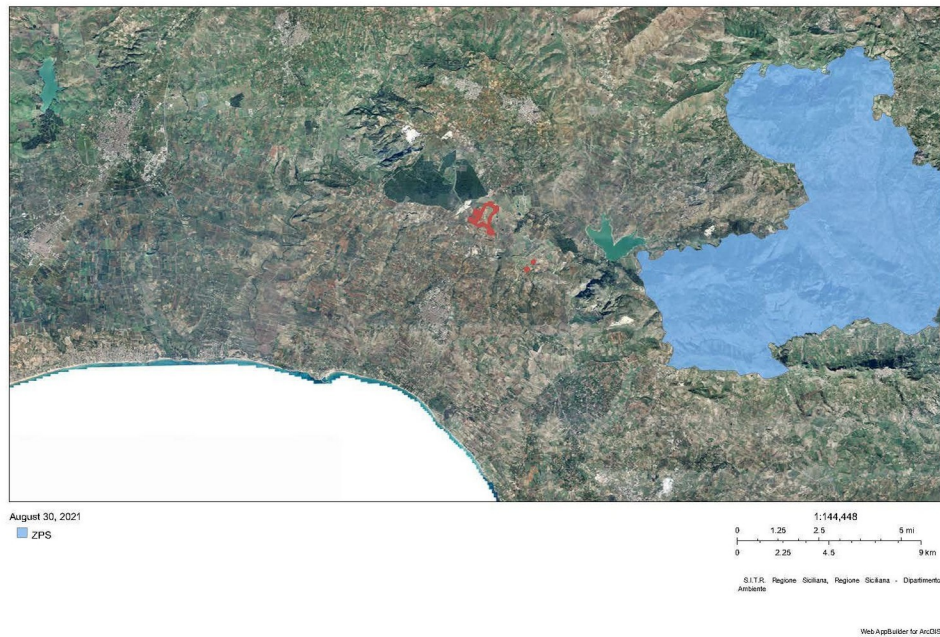 August 30, 2021
ZPS
1:144,448
0 1.25 2.5 5 mi
0 2.25 4.5 9 km
S.I.T.R. Regione Siciliana, Regione Siciliana - Dipartimento
Ambiente
Web AppBuilder for ArcGIS